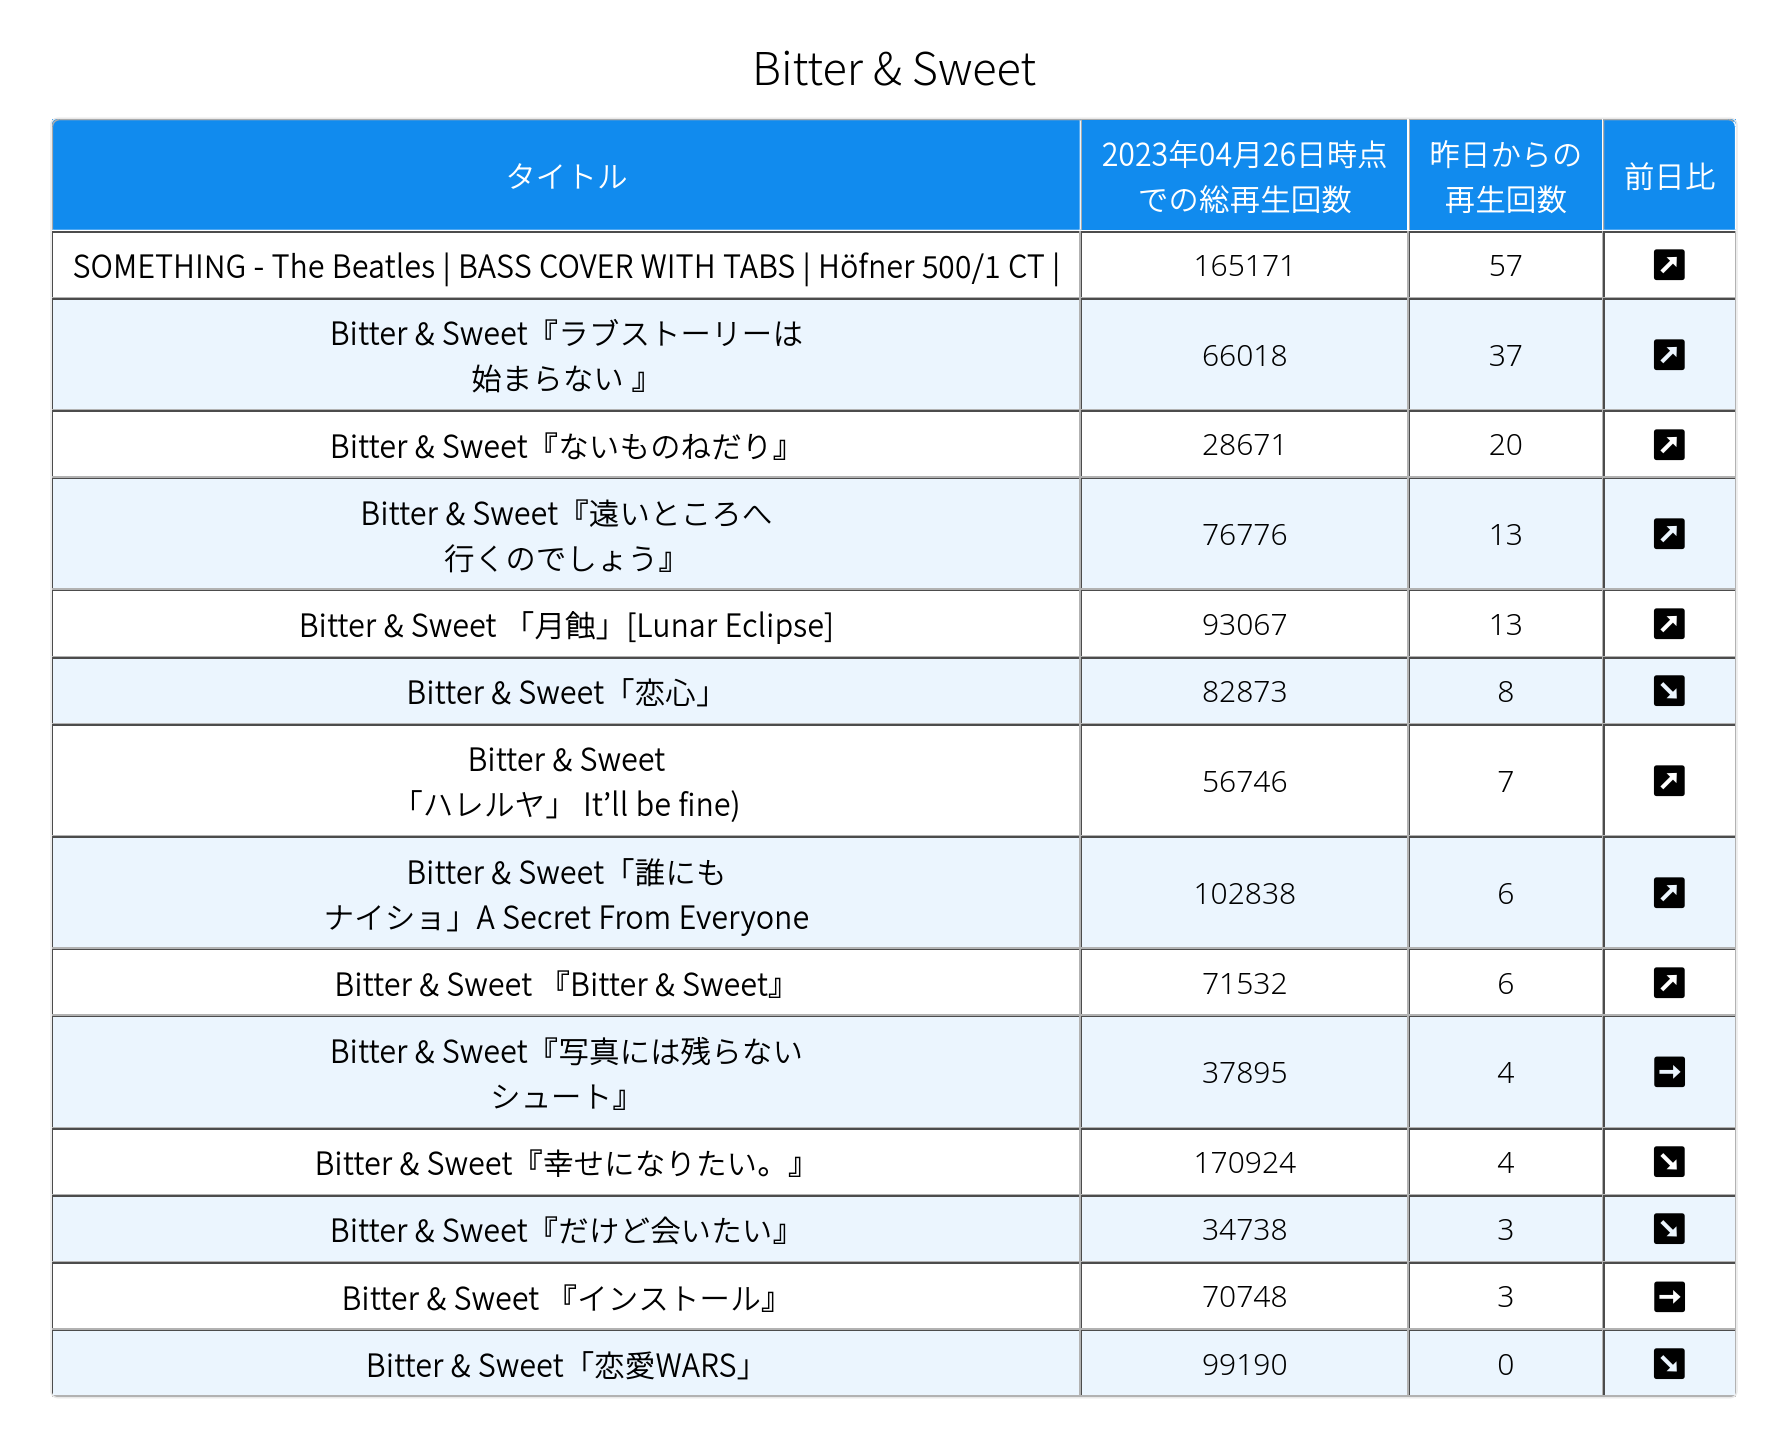 Bitter & Sweet
タイトル
2023年04月26日時点
での総再生回数
昨日からの
再生回数
前日比
SOMETHING - The Beatles | BASS COVER WITH TABS | Höfner 500/1 CT |
165171
57
Bitter & Sweet『ラブストーリーは
始まらない 』
66018
37
Bitter & Sweet『ないものねだり』
28671
20
Bitter & Sweet『遠いところへ
行くのでしょう』
76776
13
Bitter & Sweet 「月蝕」[Lunar Eclipse]
93067
13
Bitter & Sweet「恋心」
82873
8
Bitter & Sweet
「ハレルヤ」 It’ll be fine)
56746
7
Bitter & Sweet「誰にも
ナイショ」A Secret From Everyone
102838
6
Bitter & Sweet 『Bitter & Sweet』
71532
6
Bitter & Sweet『写真には残らない
シュート』
37895
4
Bitter & Sweet『幸せになりたい。』
170924
4
Bitter & Sweet『だけど会いたい』
34738
3
Bitter & Sweet 『インストール』
70748
3
Bitter & Sweet「恋愛WARS」
99190
0